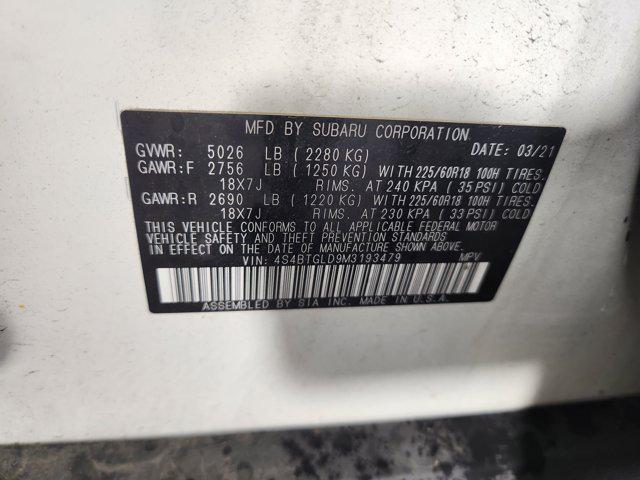 MFD BY SUBARU CORPORATION DATE: 03/21
GVWR: 5026 LB ( 2280 KG)
GAWR:F 2756 LB ( 1250 KG) WITH 225/60R18 100H TIRES.
18X7J RIMS. AT 240 KPA ( 35 PSI) COLD
GAWR:R 2690 LB ( 1220 KG) WITH 225/60R18 100H TIRES.
18X7J RIMS. AT 230 KPA ( 33 PSI) COLD
THIS VEHICLE CONFORMS TO ALL APPLICABLE FEDERAL MOTOR
VEHICLE SAFETY AND THEFT PREVENTION STANDARDS
IN EFFECT ON THE DATE OF MANUFACTURE SHOWN ABOVE.
VIN: 4S4BTGLD9M3193479 MPV
ASSEMBLED BY SIA INC. MADE IN U.S.A.